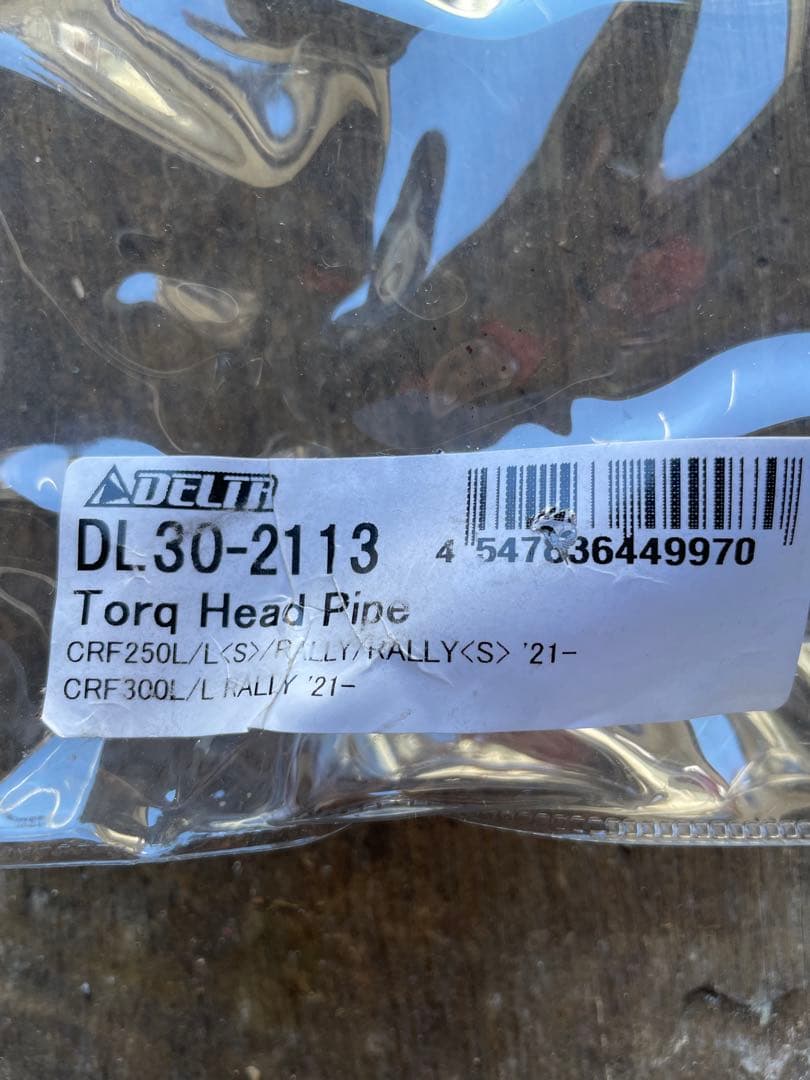 DELTA
DL30-2113
Torq Head Pipe
CRF250L/L<S>/RALLY/RALLY<S> '21-
CRF300L/L RALLY '21-
4 547836449970